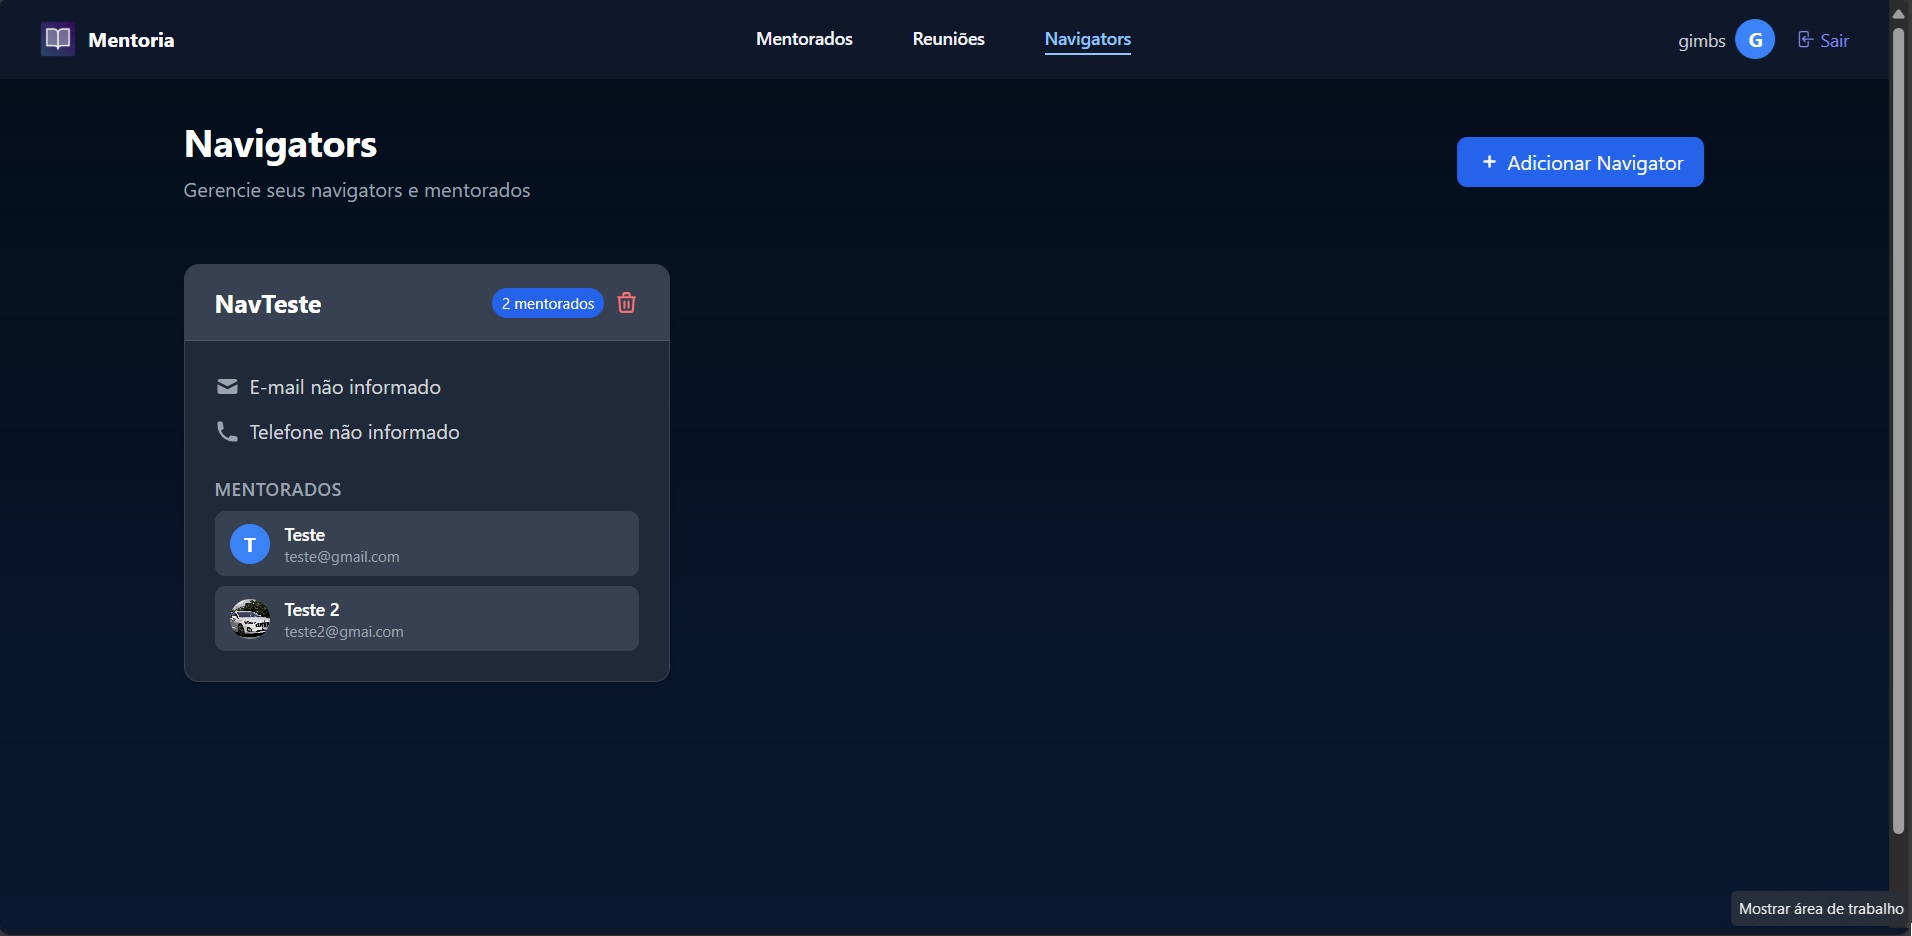 Mentoria
Mentorados
Reuniões
Navigators
gimbs
G
Sair
Navigators
Gerencie seus navigators e mentorados
+ Adicionar Navigator
NavTeste
2 mentorados
E-mail não informado
Telefone não informado
MENTORADOS
T
Teste
teste@gmail.com
Teste 2
teste2@gmai.com
Mostrar área de trabalho